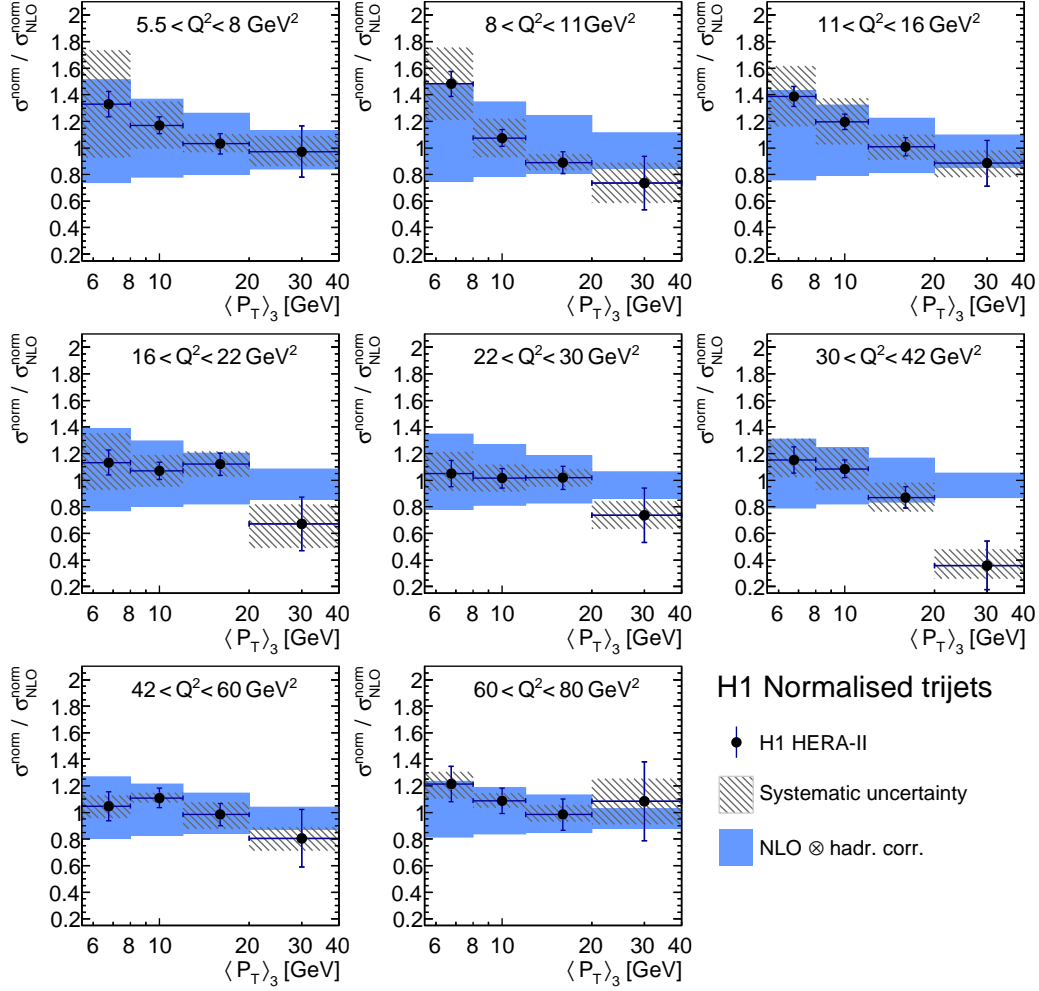 σ^norm / σ^norm_NLO
5.5 < Q² < 8 GeV²
2
1.8
1.6
1.4
1.2
1
0.8
0.6
0.4
0.2
6 8 10 20 30 40
⟨ P_T ⟩_3 [GeV]
σ^norm / σ^norm_NLO
8 < Q² < 11 GeV²
2
1.8
1.6
1.4
1.2
1
0.8
0.6
0.4
0.2
6 8 10 20 30 40
⟨ P_T ⟩_3 [GeV]
σ^norm / σ^norm_NLO
11 < Q² < 16 GeV²
2
1.8
1.6
1.4
1.2
1
0.8
0.6
0.4
0.2
6 8 10 20 30 40
⟨ P_T ⟩_3 [GeV]
σ^norm / σ^norm_NLO
16 < Q² < 22 GeV²
2
1.8
1.6
1.4
1.2
1
0.8
0.6
0.4
0.2
6 8 10 20 30 40
⟨ P_T ⟩_3 [GeV]
σ^norm / σ^norm_NLO
22 < Q² < 30 GeV²
2
1.8
1.6
1.4
1.2
1
0.8
0.6
0.4
0.2
6 8 10 20 30 40
⟨ P_T ⟩_3 [GeV]
σ^norm / σ^norm_NLO
30 < Q² < 42 GeV²
2
1.8
1.6
1.4
1.2
1
0.8
0.6
0.4
0.2
6 8 10 20 30 40
⟨ P_T ⟩_3 [GeV]
σ^norm / σ^norm_NLO
42 < Q² < 60 GeV²
2
1.8
1.6
1.4
1.2
1
0.8
0.6
0.4
0.2
6 8 10 20 30 40
⟨ P_T ⟩_3 [GeV]
σ^norm / σ^norm_NLO
60 < Q² < 80 GeV²
2
1.8
1.6
1.4
1.2
1
0.8
0.6
0.4
0.2
6 8 10 20 30 40
⟨ P_T ⟩_3 [GeV]
H1 Normalised trijets
H1 HERA-II
Systematic uncertainty
NLO ⊗ hadr. corr.